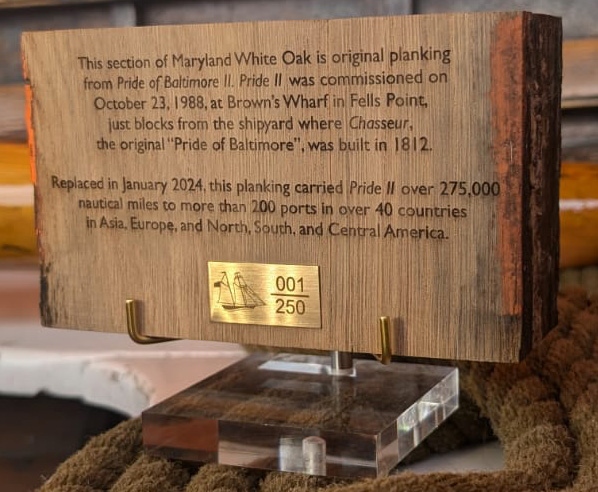 This section of Maryland White Oak is original planking
from Pride of Baltimore II. Pride II was commissioned on
October 23, 1988, at Brown's Wharf in Fells Point,
just blocks from the shipyard where Chasseur,
the original "Pride of Baltimore", was built in 1812.
Replaced in January 2024, this planking carried Pride II over 275,000
nautical miles to more than 200 ports in over 40 countries
in Asia, Europe, and North, South, and Central America.
001
250